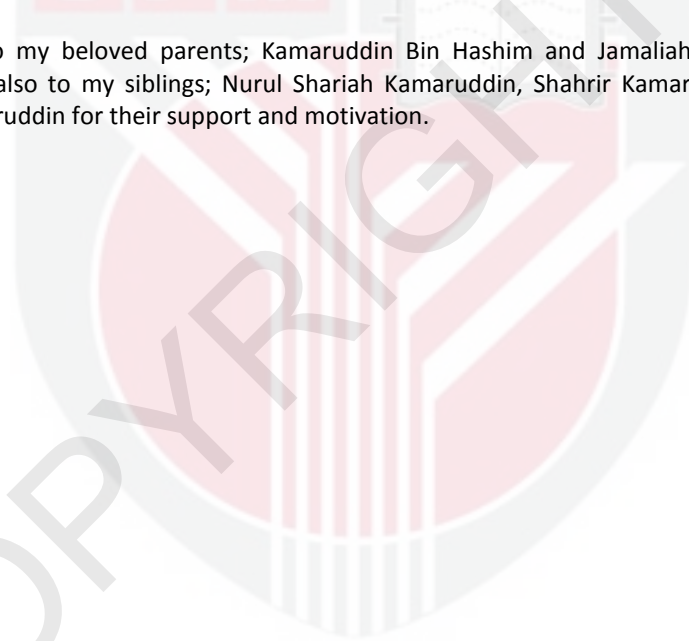 o my beloved parents; Kamaruddin Bin Hashim and Jamaliah
also to my siblings; Nurul Shariah Kamaruddin, Shahrir Kamar
ruddin for their support and motivation.
OPYRIGHT